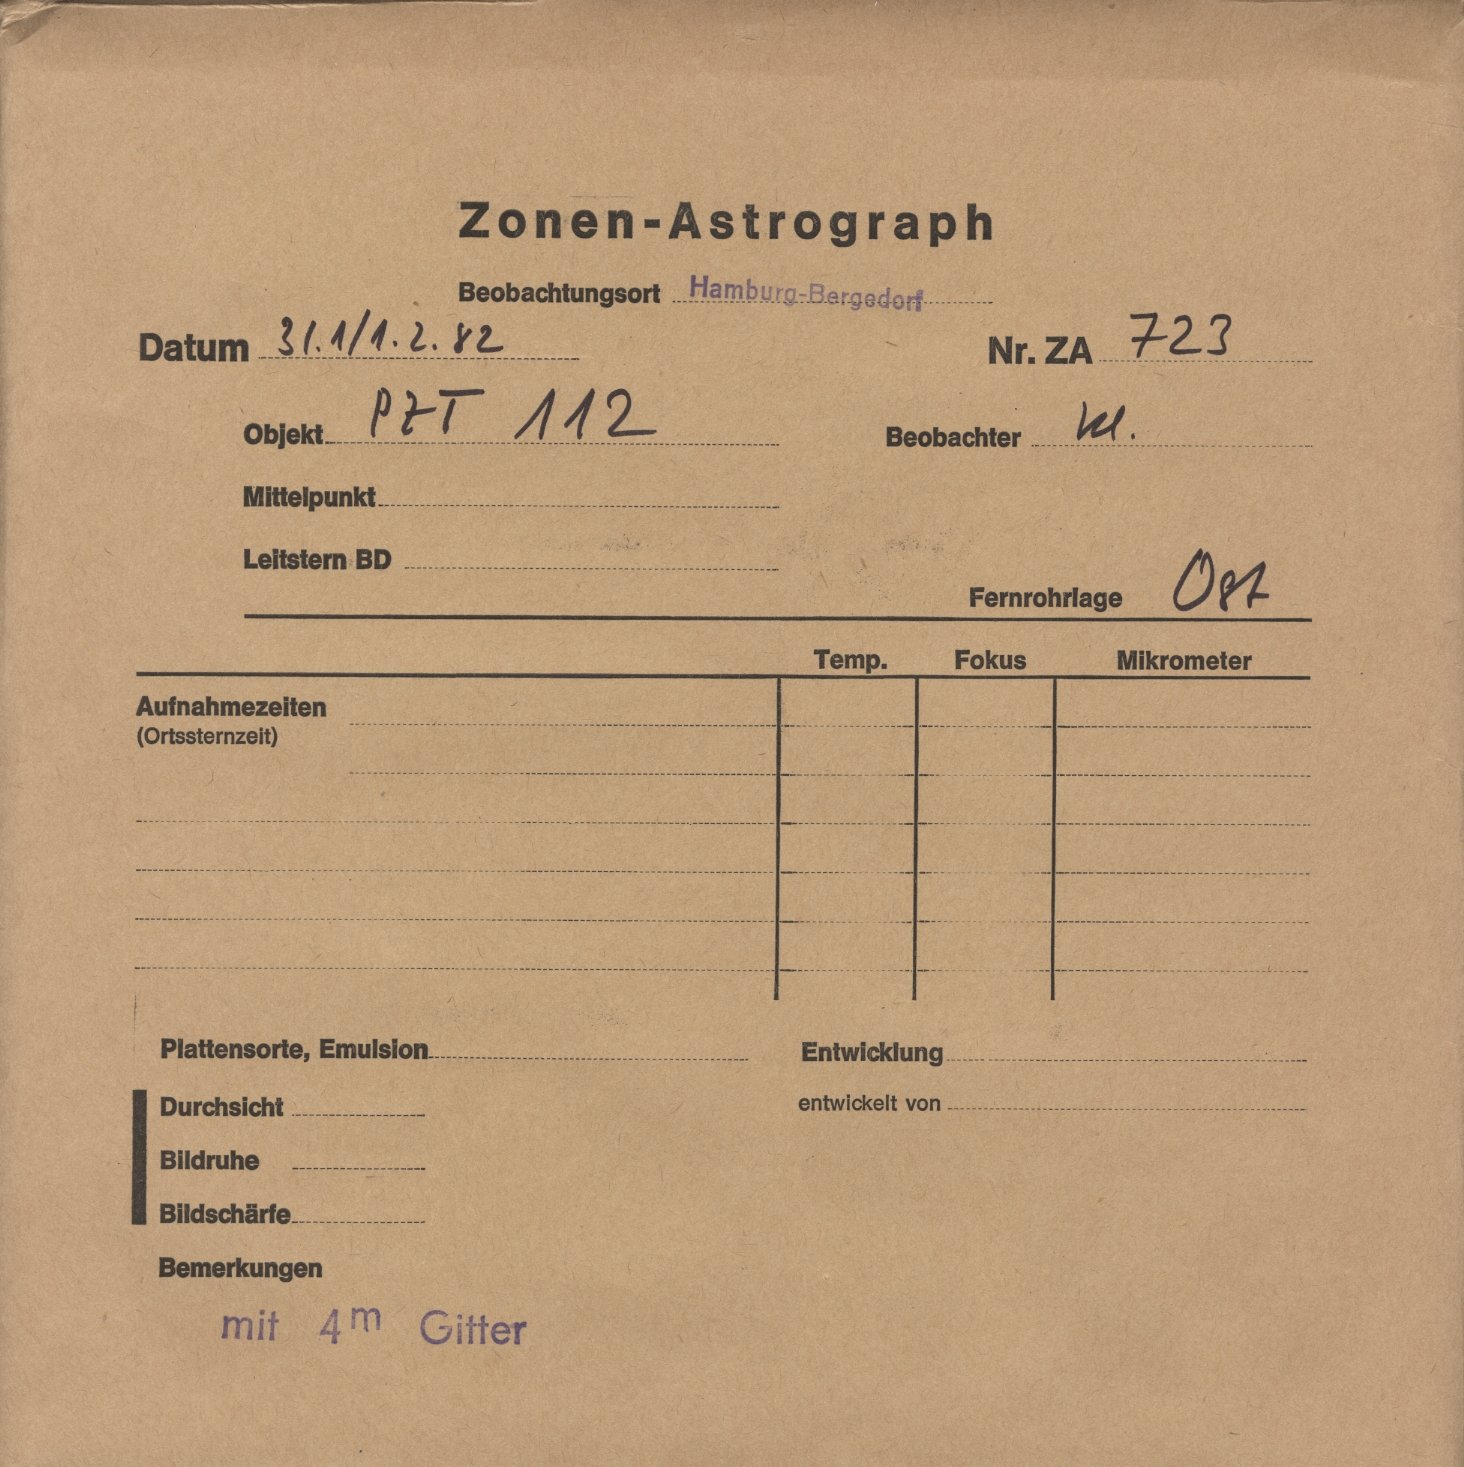 Zonen-Astrograph
Beobachtungsort Hamburg-Bergedorf
Datum 31.1/1.2.82 Nr. ZA 723
Objekt PZT 112 Beobachter Kl.
Mittelpunkt
Leitstern BD
Fernrohrlage Ost
Temp. Fokus Mikrometer
Aufnahmezeiten
(Ortssternzeit)
Plattensorte, Emulsion Entwicklung
Durchsicht entwickelt von
Bildruhe
Bildschärfe
Bemerkungen
mit 4m Gitter